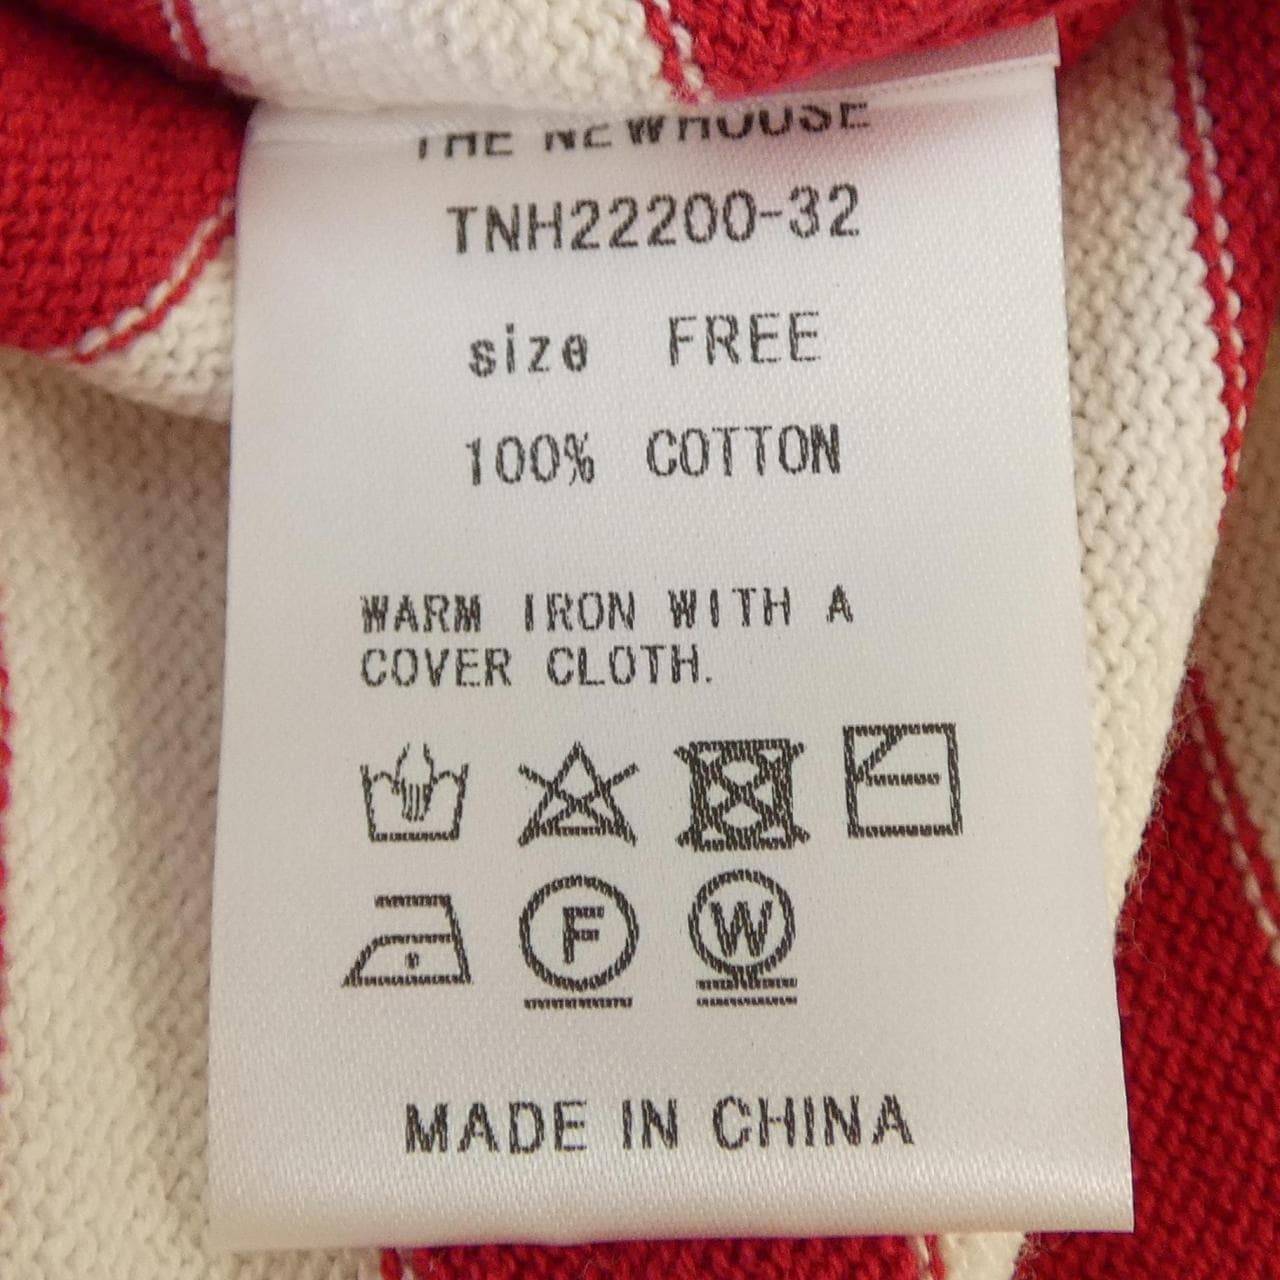 THE NEWHOUSE
TNH22200-32
size FREE
100% COTTON
WARM IRON WITH A
COVER CLOTH.
F W
MADE IN CHINA